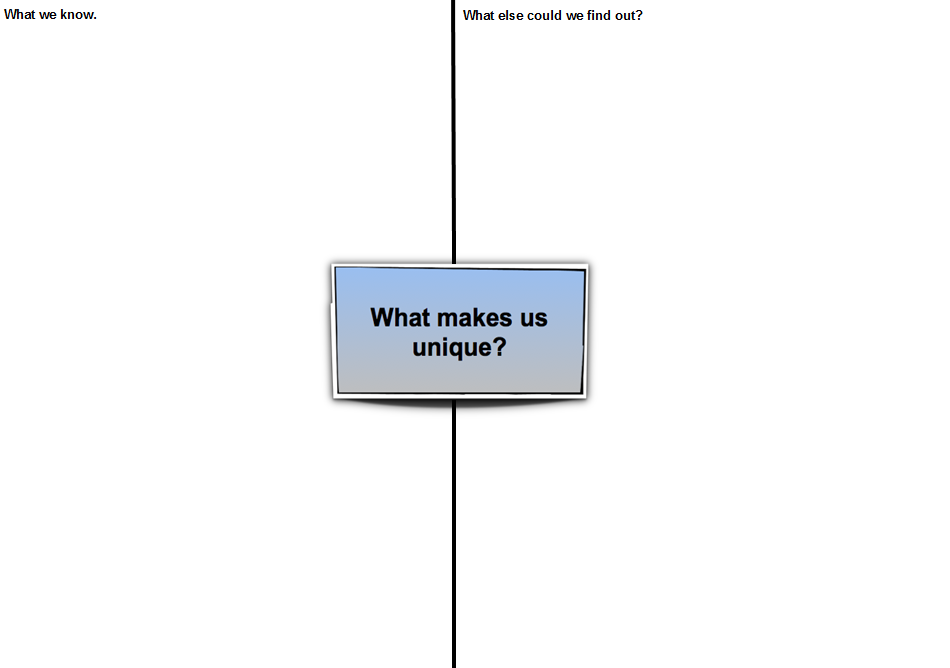 What we know.
What else could we find out?
What makes us
unique?